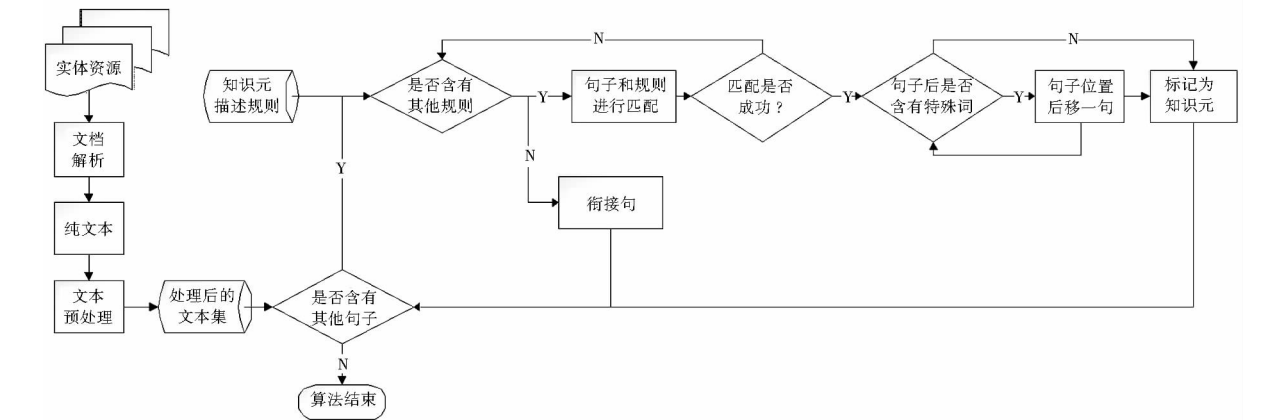 实体资源
文档
解析
纯文本
文本
预处理
处理后的
文本集
知识元
描述规则
是否含有
其他规则
Y
句子和规则
进行匹配
匹配是否
成功？
N
Y
句子后是否
含有特殊词
N
Y
句子位置
后移一句
标记为
知识元
N
衔接句
Y
是否含有
其他句子
N
算法结束